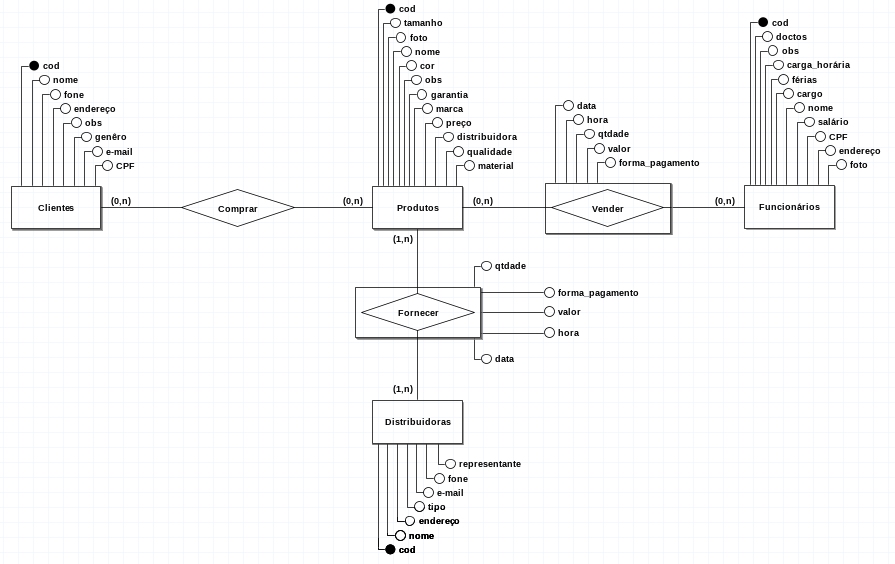 cod
nome
fone
endereço
obs
genêro
e-mail
CPF
Clientes
(0,n)
Comprar
(0,n)
cod
tamanho
foto
nome
cor
obs
garantia
marca
preço
distribuidora
qualidade
material
Produtos
(0,n)
data
hora
qtdade
valor
forma_pagamento
Vender
(0,n)
cod
doctos
obs
carga_horária
férias
cargo
nome
salário
CPF
endereço
foto
Funcionários
(1,n)
Fornecer
qtdade
forma_pagamento
valor
hora
data
(1,n)
Distribuidoras
representante
fone
e-mail
tipo
endereço
nome
cod